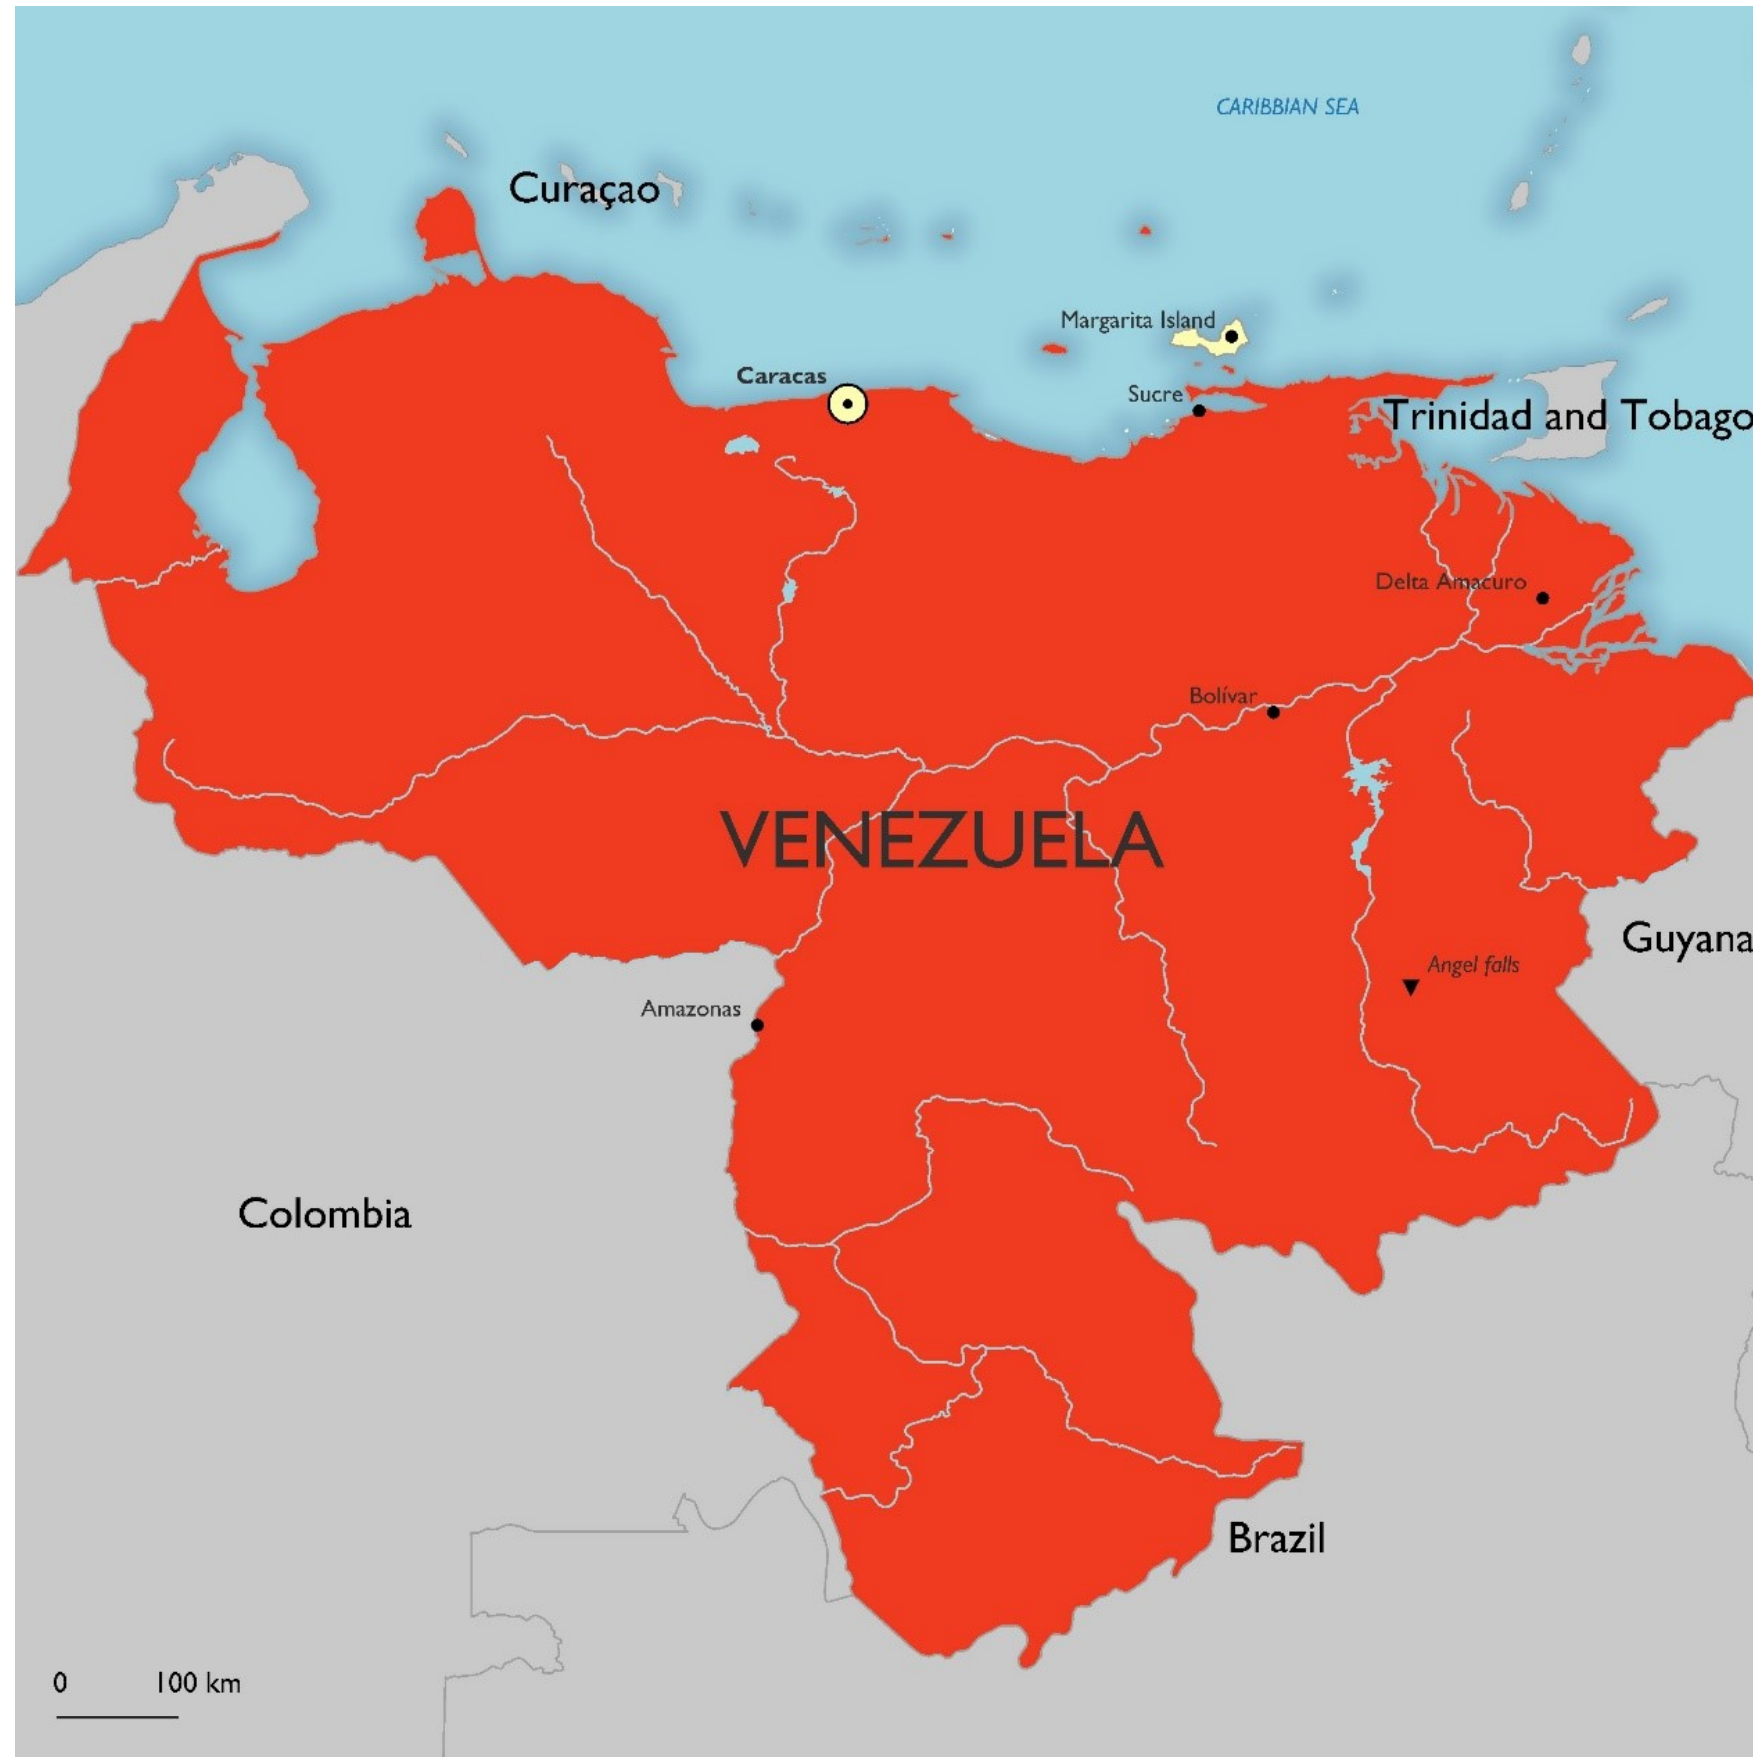 CARIBBIAN SEA
Curaçao
Margarita Island
Caracas
Sucre
Trinidad and Tobago
Delta Amacuro
Bolívar
VENEZUELA
Guyana
Angel falls
Amazonas
Colombia
Brazil
0 100 km